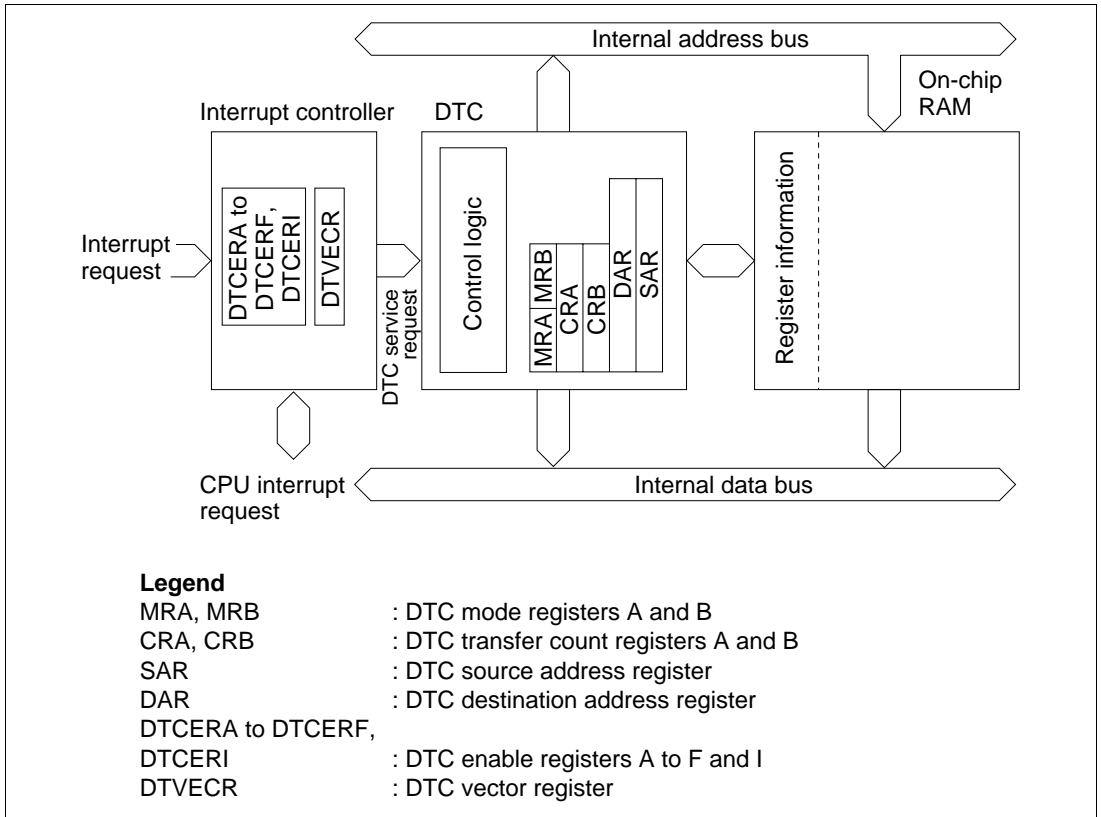 Internal address bus
On-chip
RAM
Interrupt controller
DTC
Interrupt
request
DTCERA to
DTCERF,
DTCERI
DTVECR
DTC service
request
Control logic
MRA
MRB
CRA
CRB
DAR
SAR
Register information
CPU interrupt
request
Internal data bus
Legend
MRA, MRB : DTC mode registers A and B
CRA, CRB : DTC transfer count registers A and B
SAR : DTC source address register
DAR : DTC destination address register
DTCERA to DTCERF,
DTCERI : DTC enable registers A to F and I
DTVECR : DTC vector register